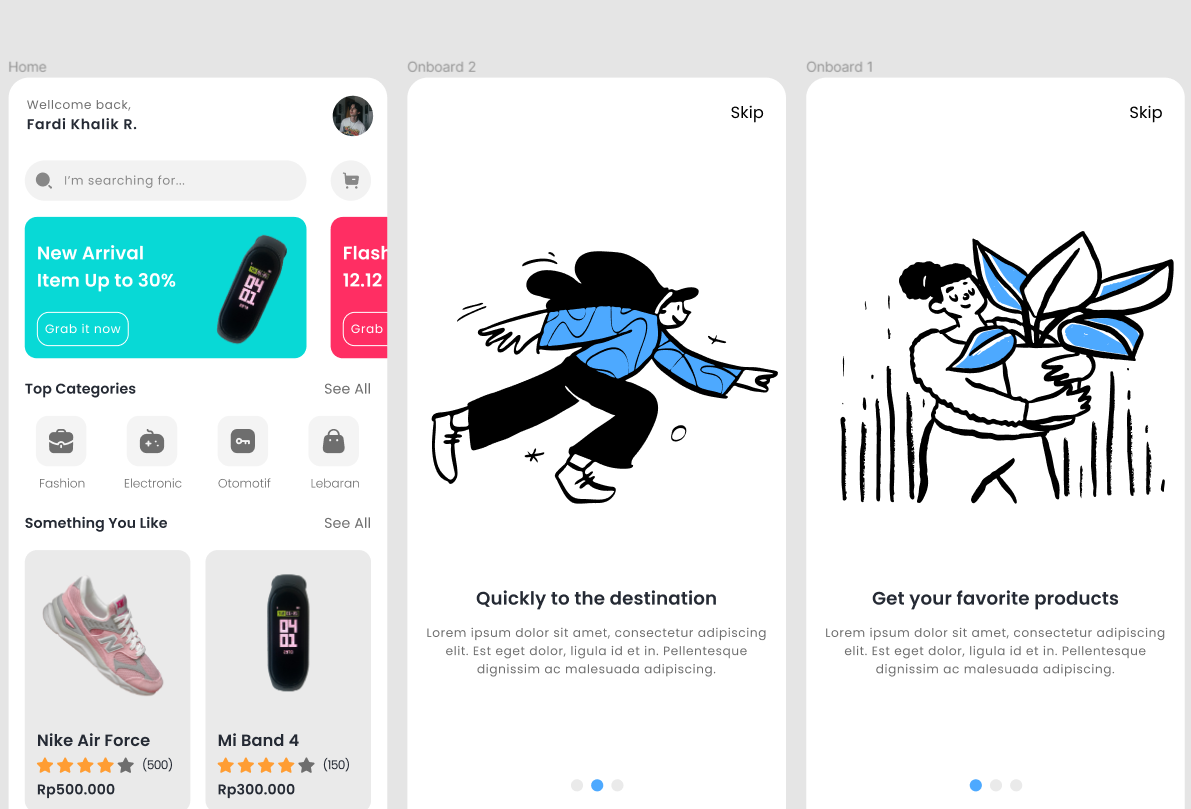 Home
Wellcome back,
Fardi Khalik R.
I'm searching for...
New Arrival
Item Up to 30%
Grab it now
Flash
12.12
Grab
Top Categories
See All
Fashion
Electronic
Otomotif
Lebaran
Something You Like
See All
Nike Air Force
(500)
Rp500.000
Mi Band 4
(150)
Rp300.000
Onboard 2
Skip
Quickly to the destination
Lorem ipsum dolor sit amet, consectetur adipiscing
elit. Est eget dolor, ligula id et in. Pellentesque
dignissim ac malesuada adipiscing.
Onboard 1
Skip
Get your favorite products
Lorem ipsum dolor sit amet, consectetur adipiscing
elit. Est eget dolor, ligula id et in. Pellentesque
dignissim ac malesuada adipiscing.